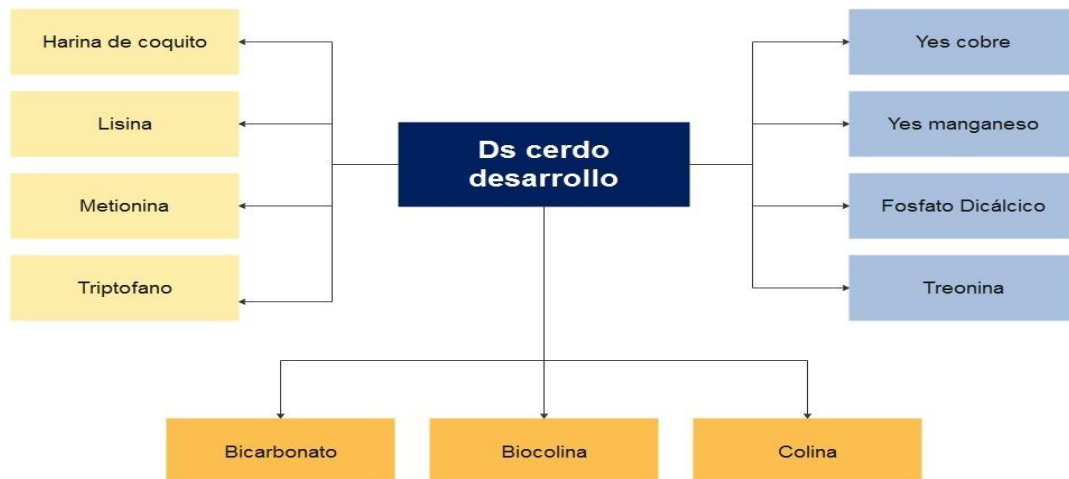 Harina de coquito
Lisina
Metionina
Triptofano
Ds cerdo
desarrollo
Yes cobre
Yes manganeso
Fosfato Dicálcico
Treonina
Bicarbonato
Biocolina
Colina